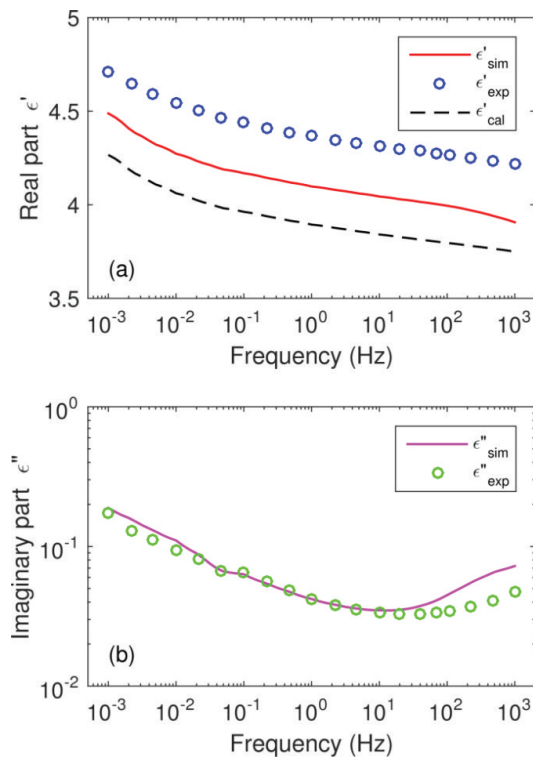 5
4.5
4
3.5
Real part ϵ'
ϵ'sim
ϵ'exp
ϵ'cal
(a)
10-3 10-2 10-1 100 101 102 103
Frequency (Hz)
100
10-1
10-2
Imaginary part ϵ"
ϵ"sim
ϵ"exp
(b)
10-3 10-2 10-1 100 101 102 103
Frequency (Hz)